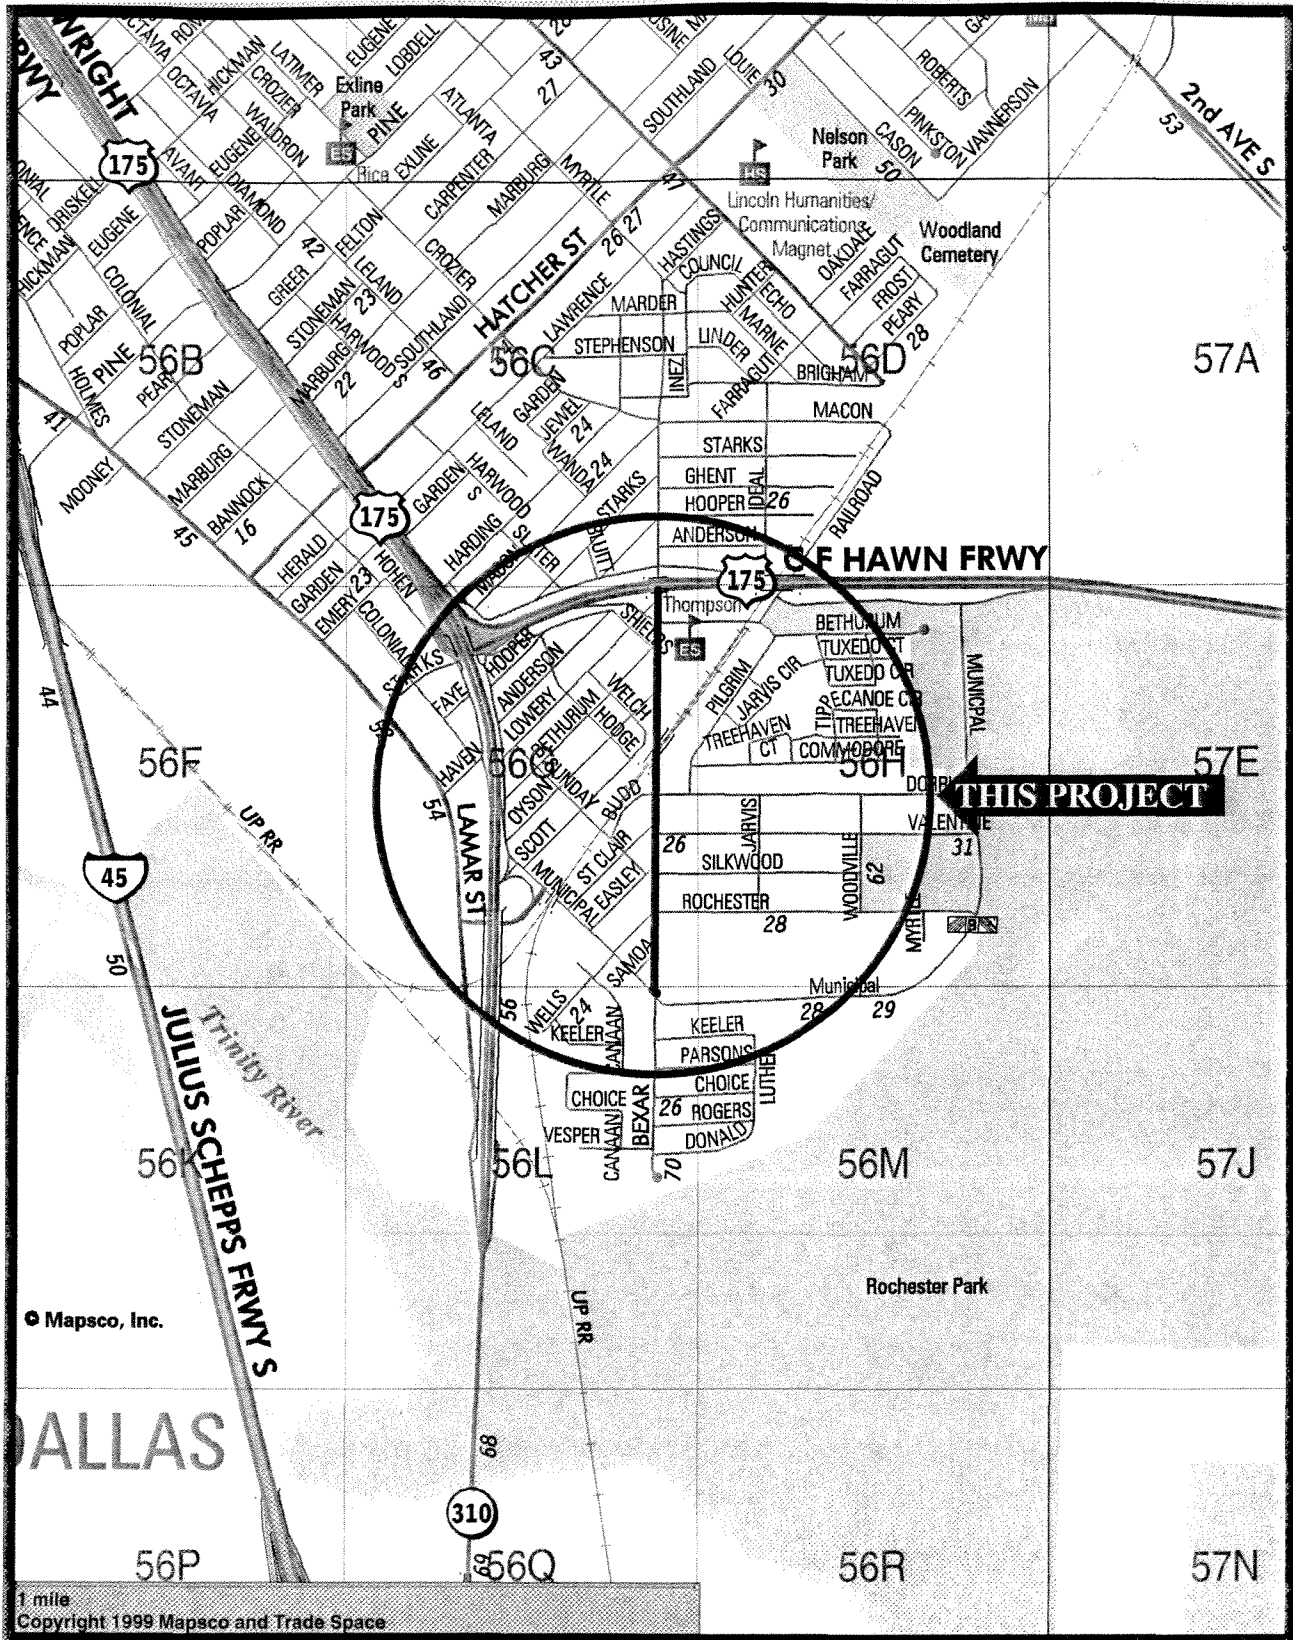 WRIGHT
FRWY
OCTAVIA
HICKMAN
LATIMER
EUGENE
LOBDELL
OCTAVIA
CROZIER
WALDRON
Exline
Park
PINE
ES
Rice
EXLINE
ATLANTA
43
27
SOUTHLAND
LOUIE
30
ROBERTS
PINKSTON
VANNERSON
CASON
50
Nelson
Park
2nd AVE S
53
175
AVANT
EUGENE
DIAMOND
POPLAR
DRISKELL
EUGENE
HICKMAN
COLONIAL
POPLAR
PINE
HOLMES
PEARY
56B
42
FELTON
GREER
LELAND
23
STONEMAN
HARWOOD S
SOUTHLAND
46
MARBURG
22
CARPENTER
CROZIER
MARBURG
MYRTLE
47
HATCHER ST
26 27
HS
Lincoln Humanities/
Communications
Magnet
Woodland
Cemetery
HASTINGS
COUNCIL
LAWRENCE
MARDER
STEPHENSON
INEZ
HUNTER
ECHO
MARNE
LINDER
FARRAGUT
OAKDALE
FARRAGUT
FROST
PEARY
28
BRIGHAM
56C
56D
57A
41
MOONEY
STONEMAN
MARBURG
BANNOCK
16
45
HERALD
GARDEN
EMERY
23
COLONIAL
HOHEN
175
LELAND
GARDEN
JEWEL
24
WANDA
24
GARDEN
HARWOOD
S
HARDING
MACON
SLATER
BLUITT
STARKS
MACON
STARKS
GHENT
HOOPER
IDEAL
26
ANDERSON
RAILROAD
C F HAWN FRWY
175
Thompson
ES
SHIELDS
STARKS
FAYE
HOOPER
ANDERSON
LOWERY
BETHURUM
WELCH
HODGE
SUNDAY
BUDD
DYSON
SCOTT
ST CLAIR
EASLEY
MUNICIPAL
SAMOA
HAVEN
54
LAMAR ST
BETHURUM
TUXEDO CT
TUXEDO CIR
TIPPECANOE CIR
TREEHAVEN
PILGRIM
JARVIS CIR
TREEHAVEN
CT
COMMODORE
MUNICPAL
44
56F
56G
56H
57E
THIS PROJECT
UP RR
45
50
26
JARVIS
SILKWOOD
ROCHESTER
28
WOODVILLE
62
VALENTINE
31
MYRTLE
Municipal
28
29
56
WELLS
24
KEELER
CANAAN
KEELER
PARSONS
CHOICE
LUTHER
CHOICE
BEXAR
26
ROGERS
VESPER
CANAAN
DONALD
70
Trinity River
JULIUS SCHEPPS FRWY S
56K
56L
56M
57J
Rochester Park
UP RR
© Mapsco, Inc.
DALLAS
68
310
69
56P
56Q
56R
57N
1 mile
Copyright 1999 Mapsco and Trade Space